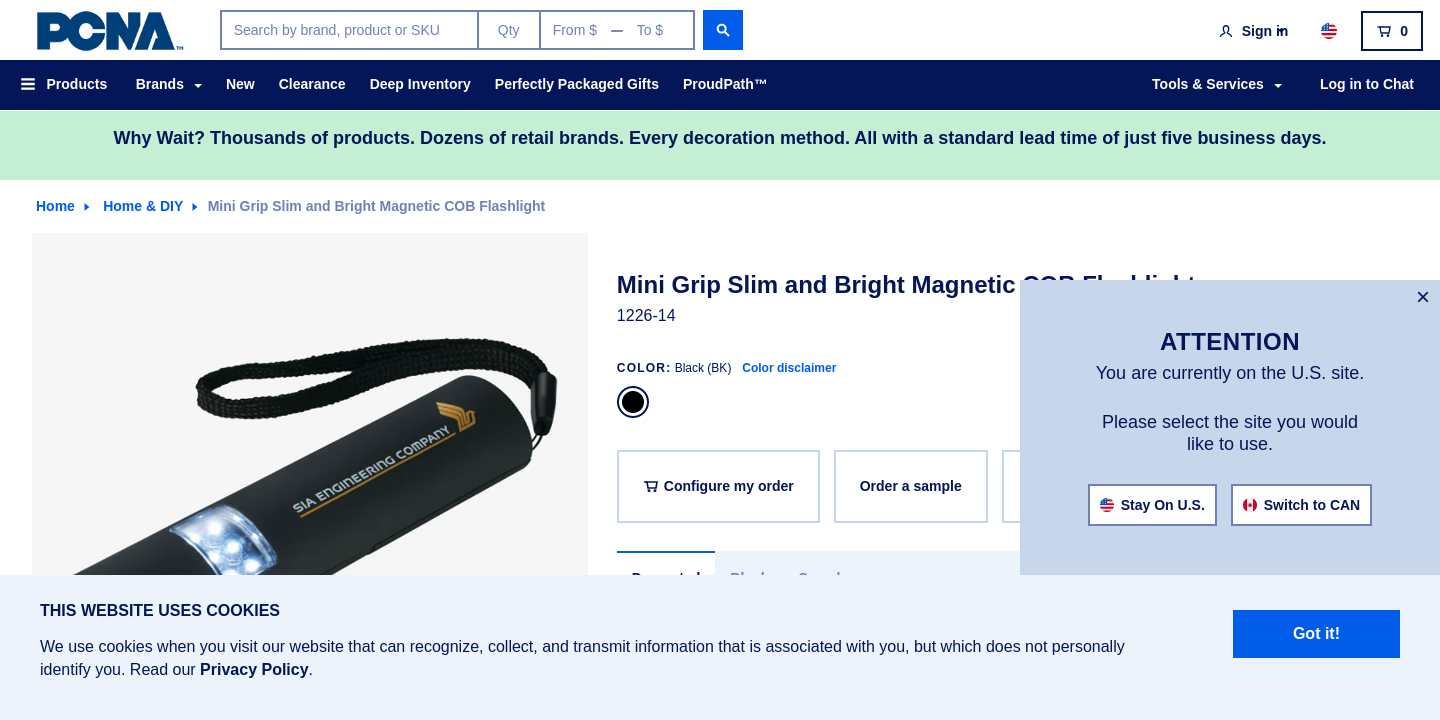 PCNA™
Search by brand, product or SKU
Qty
From $ — To $
Sign in
0
Products
Brands
New
Clearance
Deep Inventory
Perfectly Packaged Gifts
ProudPath™
Tools & Services
Log in to Chat
Why Wait? Thousands of products. Dozens of retail brands. Every decoration method. All with a standard lead time of just five business days.
Home
Home & DIY
Mini Grip Slim and Bright Magnetic COB Flashlight
SIA ENGINEERING COMPANY
Mini Grip Slim and Bright Magnetic COB Flashlight
1226-14
COLOR: Black (BK) Color disclaimer
Configure my order
Order a sample
×
ATTENTION
You are currently on the U.S. site.
Please select the site you would
like to use.
Stay On U.S.
Switch to CAN
THIS WEBSITE USES COOKIES
We use cookies when you visit our website that can recognize, collect, and transmit information that is associated with you, but which does not personally
identify you. Read our Privacy Policy.
Got it!